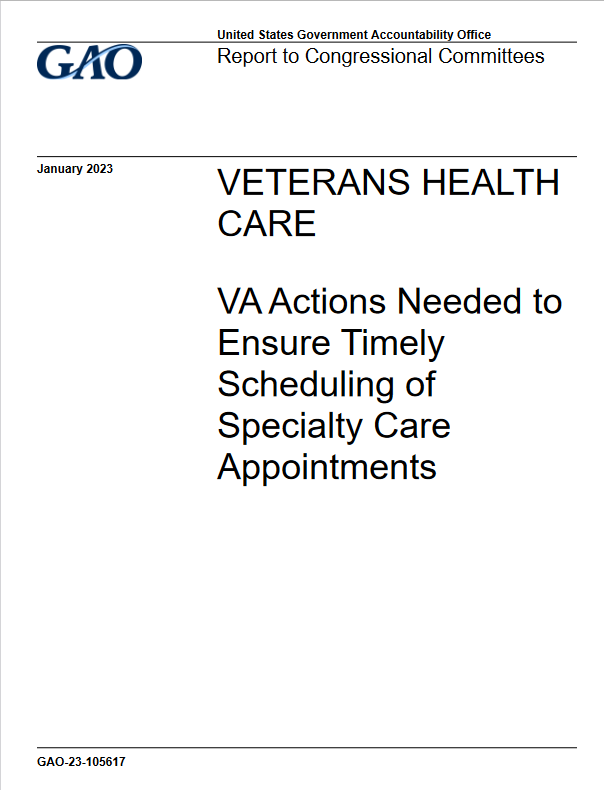 United States Government Accountability Office
GAO
Report to Congressional Committees
January 2023
VETERANS HEALTH
CARE
VA Actions Needed to
Ensure Timely
Scheduling of
Specialty Care
Appointments
GAO-23-105617